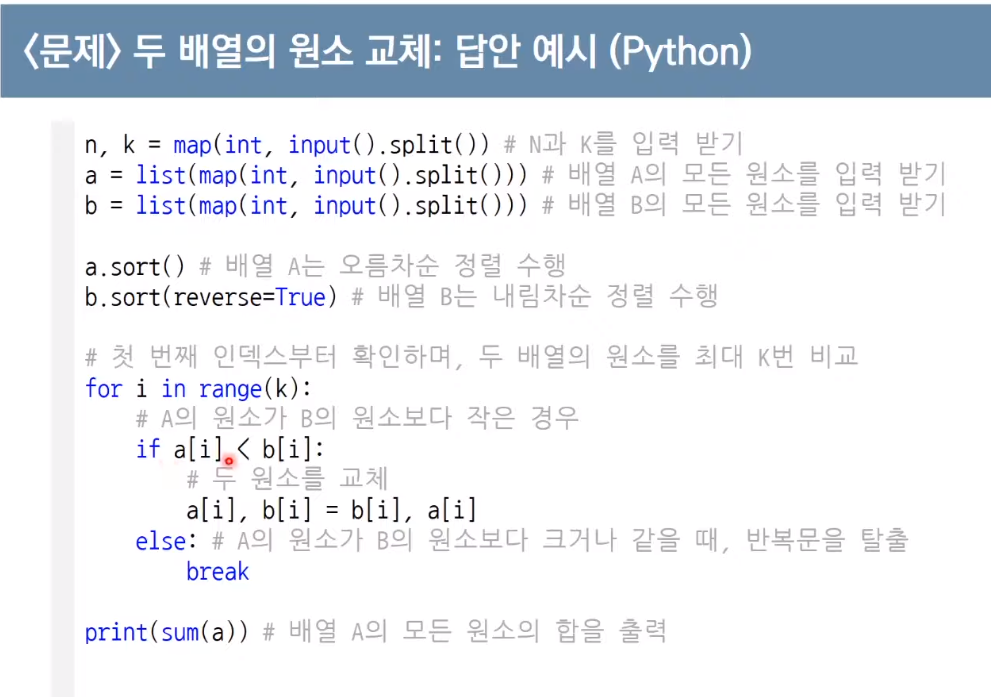 <문제> 두 배열의 원소 교체: 답안 예시 (Python)
n, k = map(int, input().split()) # N과 K를 입력 받기
a = list(map(int, input().split())) # 배열 A의 모든 원소를 입력 받기
b = list(map(int, input().split())) # 배열 B의 모든 원소를 입력 받기
a.sort() # 배열 A는 오름차순 정렬 수행
b.sort(reverse=True) # 배열 B는 내림차순 정렬 수행
# 첫 번째 인덱스부터 확인하며, 두 배열의 원소를 최대 K번 비교
for i in range(k):
    # A의 원소가 B의 원소보다 작은 경우
    if a[i] < b[i]:
        # 두 원소를 교체
        a[i], b[i] = b[i], a[i]
    else: # A의 원소가 B의 원소보다 크거나 같을 때, 반복문을 탈출
        break
print(sum(a)) # 배열 A의 모든 원소의 합을 출력